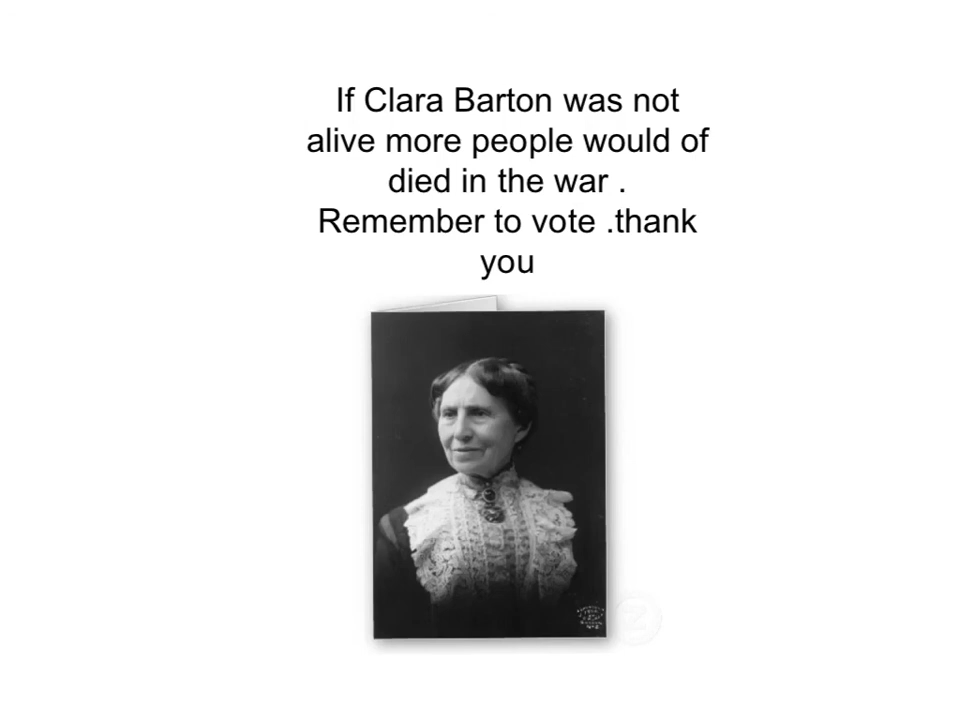 If Clara Barton was not
alive more people would of
died in the war .
Remember to vote .thank
you